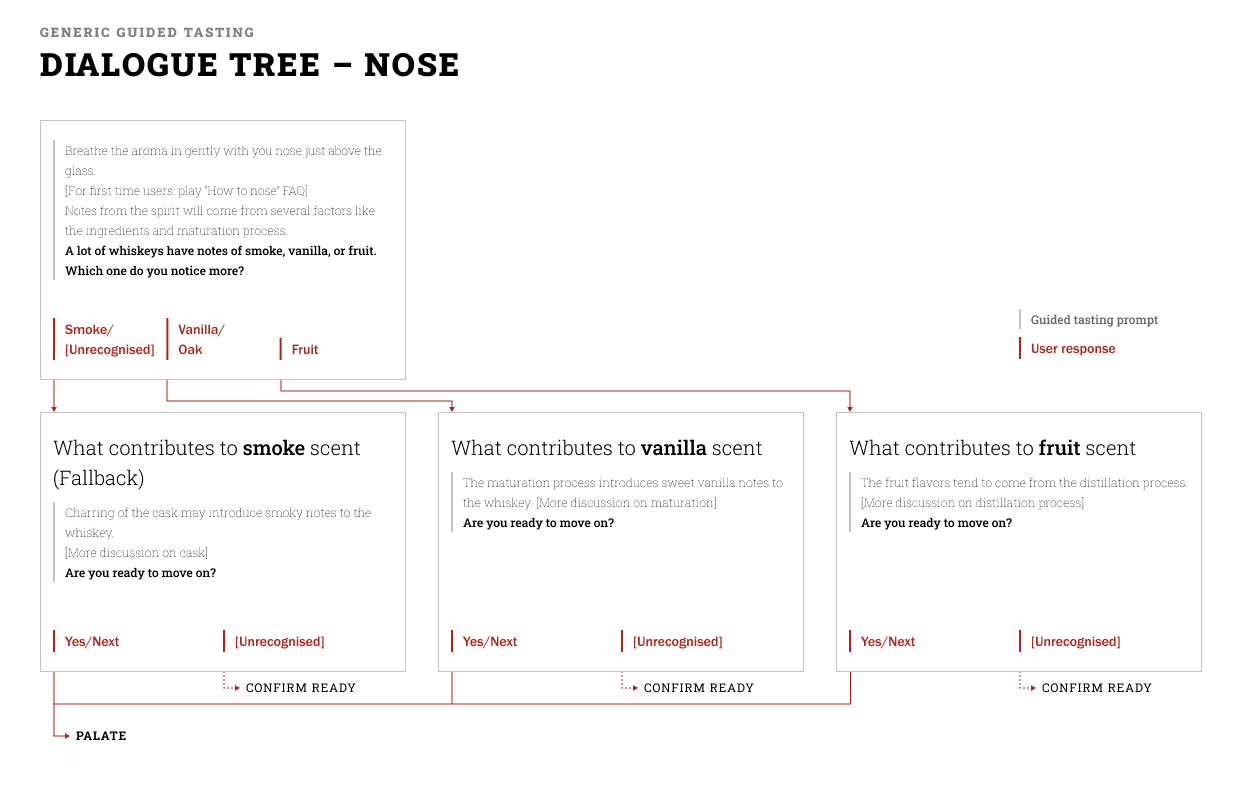 GENERIC GUIDED TASTING
DIALOGUE TREE – NOSE
Breathe the aroma in gently with you nose just above the
glass.
[For first time users: play "How to nose" FAQ]
Notes from the spirit will come from several factors like
the ingredients and maturation process.
A lot of whiskeys have notes of smoke, vanilla, or fruit.
Which one do you notice more?
Smoke/
[Unrecognised]
Vanilla/
Oak
Fruit
Guided tasting prompt
User response
What contributes to smoke scent
(Fallback)
Charring of the cask may introduce smoky notes to the
whiskey.
[More discussion on cask]
Are you ready to move on?
Yes/Next
[Unrecognised]
CONFIRM READY
What contributes to vanilla scent
The maturation process introduces sweet vanilla notes to
the whiskey. [More discussion on maturation]
Are you ready to move on?
Yes/Next
[Unrecognised]
CONFIRM READY
What contributes to fruit scent
The fruit flavors tend to come from the distillation process.
[More discussion on distillation process]
Are you ready to move on?
Yes/Next
[Unrecognised]
CONFIRM READY
PALATE